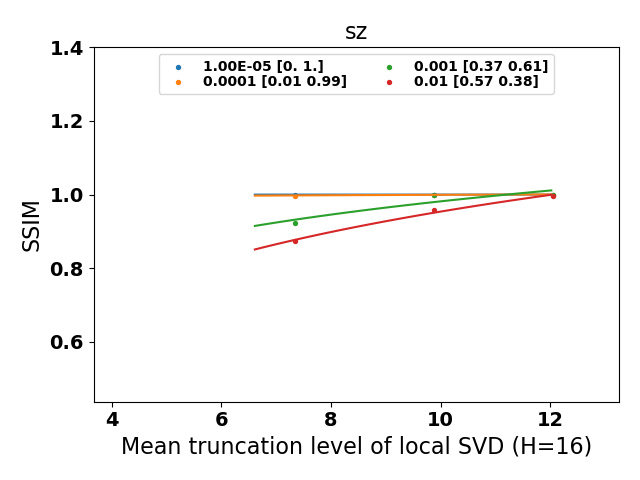 sz
1.00E-05 [0. 1.]
0.0001 [0.01 0.99]
0.001 [0.37 0.61]
0.01 [0.57 0.38]
SSIM
1.4
1.2
1.0
0.8
0.6
4 6 8 10 12
Mean truncation level of local SVD (H=16)